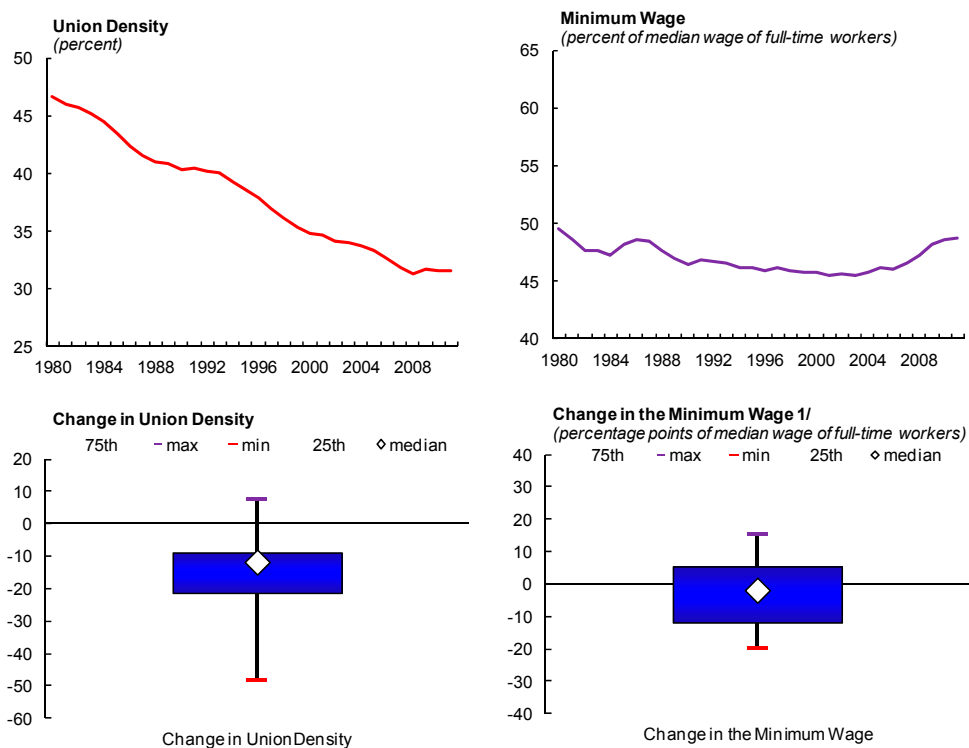 Union Density
(percent)
50
45
40
35
30
25
1980 1984 1988 1992 1996 2000 2004 2008
Minimum Wage
(percent of median wage of full-time workers)
65
60
55
50
45
40
1980 1984 1988 1992 1996 2000 2004 2008
Change in Union Density
75th max min 25th median
20
10
0
-10
-20
-30
-40
-50
-60
Change in Union Density
Change in the Minimum Wage 1/
(percentage points of median wage of full-time workers)
75th max min 25th median
40
30
20
10
0
-10
-20
-30
-40
Change in the Minimum Wage